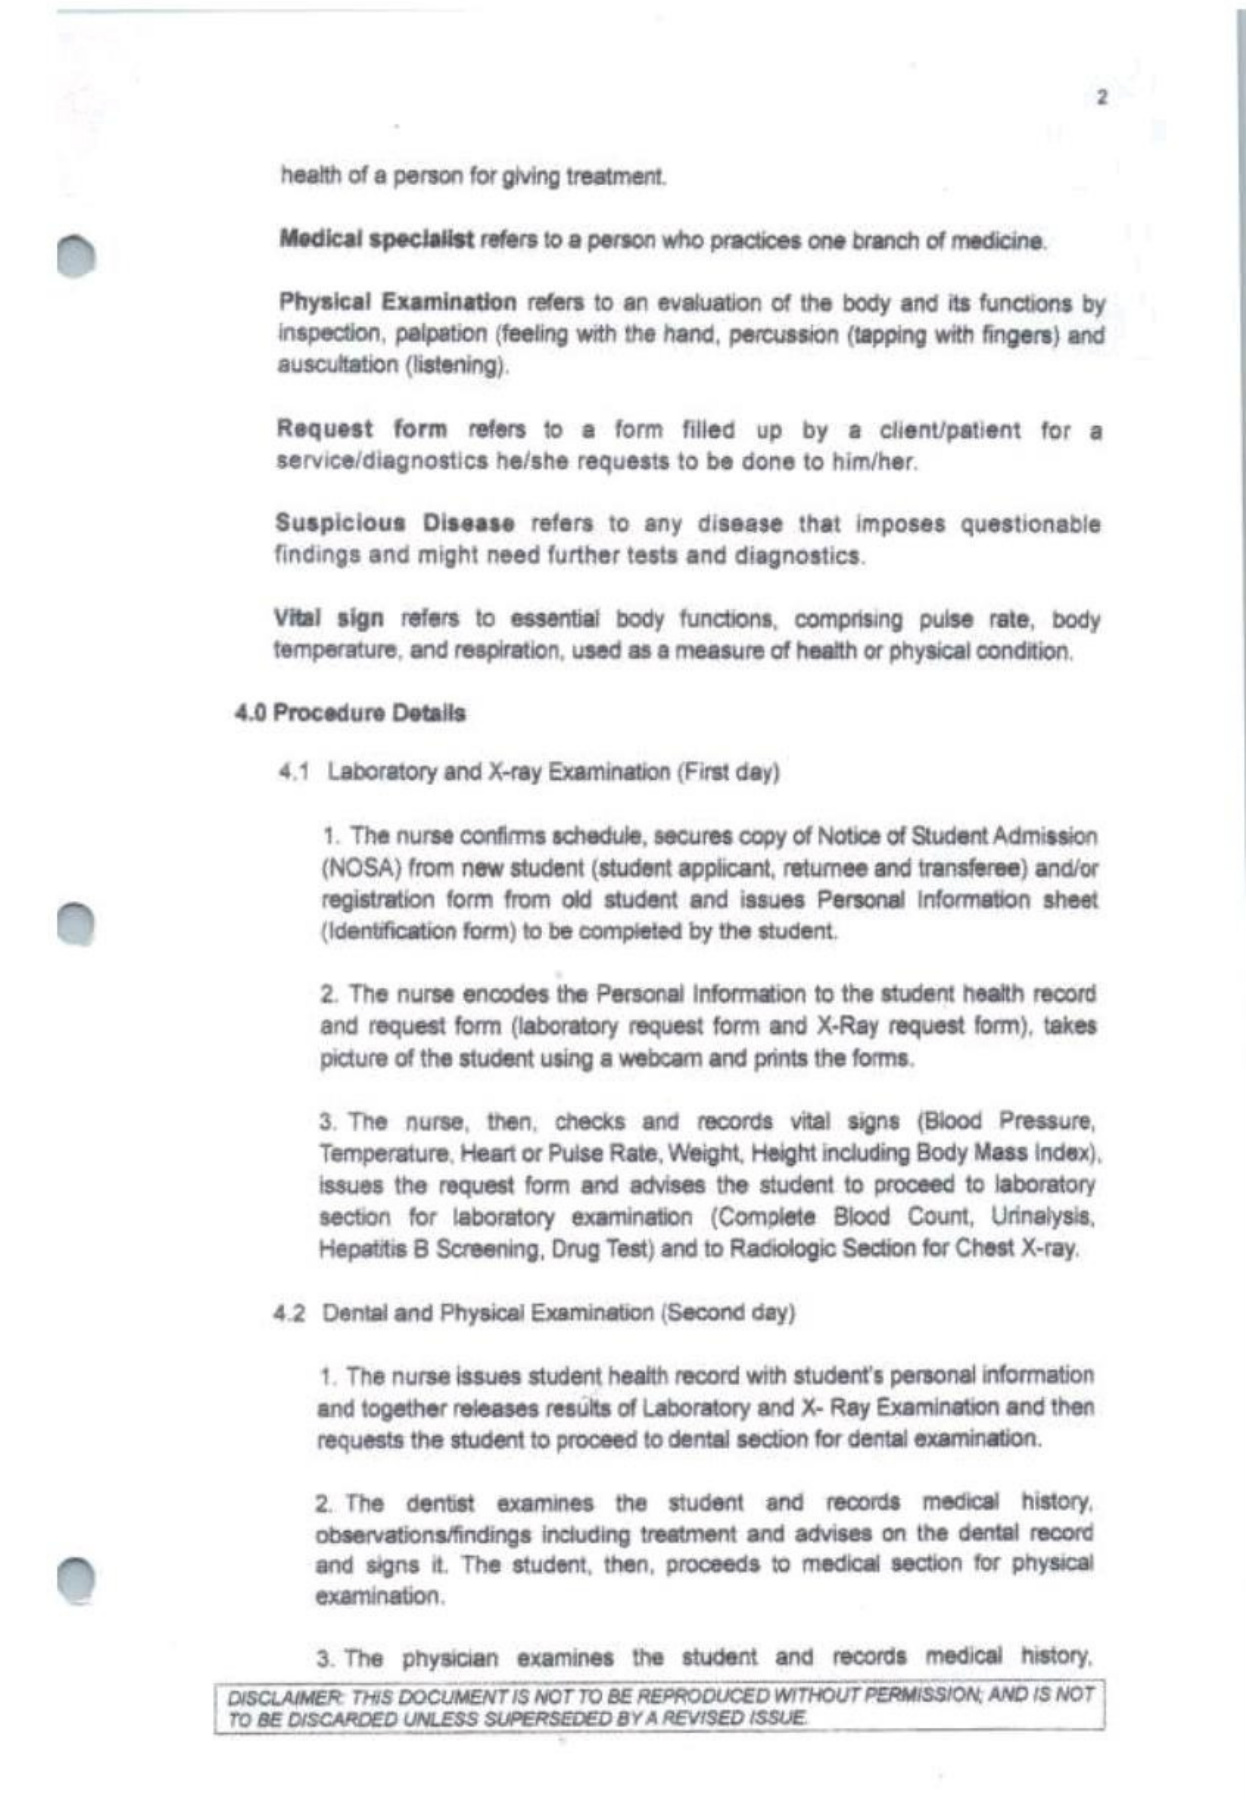 2
health of a person for giving treatment.
Medical specialist refers to a person who practices one branch of medicine.
Physical Examination refers to an evaluation of the body and its functions by
inspection, palpation (feeling with the hand, percussion (tapping with fingers) and
auscultation (listening).
Request form refers to a form filled up by a client/patient for a
service/diagnostics he/she requests to be done to him/her.
Suspicious Disease refers to any disease that imposes questionable
findings and might need further tests and diagnostics.
Vital sign refers to essential body functions, comprising pulse rate, body
temperature, and respiration, used as a measure of health or physical condition.
4.0 Procedure Details
4.1 Laboratory and X-ray Examination (First day)
1. The nurse confirms schedule, secures copy of Notice of Student Admission
(NOSA) from new student (student applicant, returnee and transferee) and/or
registration form from old student and issues Personal Information sheet
(Identification form) to be completed by the student.
2. The nurse encodes the Personal Information to the student health record
and request form (laboratory request form and X-Ray request form), takes
picture of the student using a webcam and prints the forms.
3. The nurse, then, checks and records vital signs (Blood Pressure,
Temperature, Heart or Pulse Rate, Weight, Height including Body Mass Index),
issues the request form and advises the student to proceed to laboratory
section for laboratory examination (Complete Blood Count, Urinalysis,
Hepatitis B Screening, Drug Test) and to Radiologic Section for Chest X-ray.
4.2 Dental and Physical Examination (Second day)
1. The nurse issues student health record with student's personal information
and together releases results of Laboratory and X- Ray Examination and then
requests the student to proceed to dental section for dental examination.
2. The dentist examines the student and records medical history,
observations/findings including treatment and advises on the dental record
and signs it. The student, then, proceeds to medical section for physical
examination.
3. The physician examines the student and records medical history,
DISCLAIMER: THIS DOCUMENT IS NOT TO BE REPRODUCED WITHOUT PERMISSION; AND IS NOT
TO BE DISCARDED UNLESS SUPERSEDED BY A REVISED ISSUE.